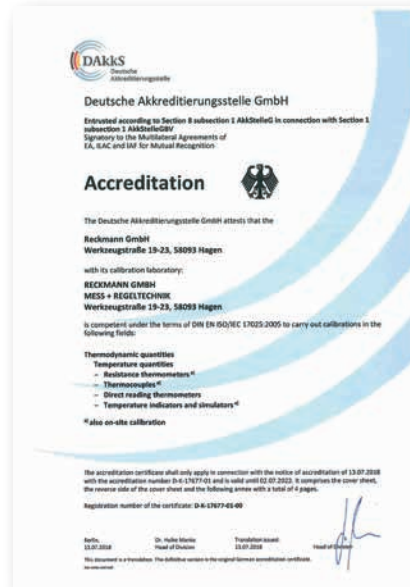 DAkkS
Deutsche
Akkreditierungsstelle
Deutsche Akkreditierungsstelle GmbH
Entrusted according to Section 8 subsection 1 AkkStelleG in connection with Section 1
subsection 1 AkkStelleGBV
Signatory to the Multilateral Agreements of
EA, ILAC and IAF for Mutual Recognition
Accreditation
The Deutsche Akkreditierungsstelle GmbH attests that the
Reckmann GmbH
Werkzeugstraße 19-23, 58093 Hagen
with its calibration laboratory:
RECKMANN GMBH
MESS + REGELTECHNIK
Werkzeugstraße 19-23, 58093 Hagen
is competent under the terms of DIN EN ISO/IEC 17025:2005 to carry out calibrations in the
following fields:
Thermodynamic quantities
Temperature quantities
– Resistance thermometers a)
– Thermocouples a)
– Direct reading thermometers
– Temperature indicators and simulators a)
a) also on-site calibration
The accreditation certificate shall only apply in connection with the notice of accreditation of 13.07.2018
with the accreditation number D-K-17677-01 and is valid until 02.07.2022. It comprises the cover sheet,
the reverse side of the cover sheet and the following annex with a total of 4 pages.
Registration number of the certificate: D-K-17677-01-00
Berlin, Dr. Heike Manke Translation issued:
13.07.2018 Head of Division 13.07.2018 Head of Division
This document is a translation. The definitive version is the original German accreditation certificate.